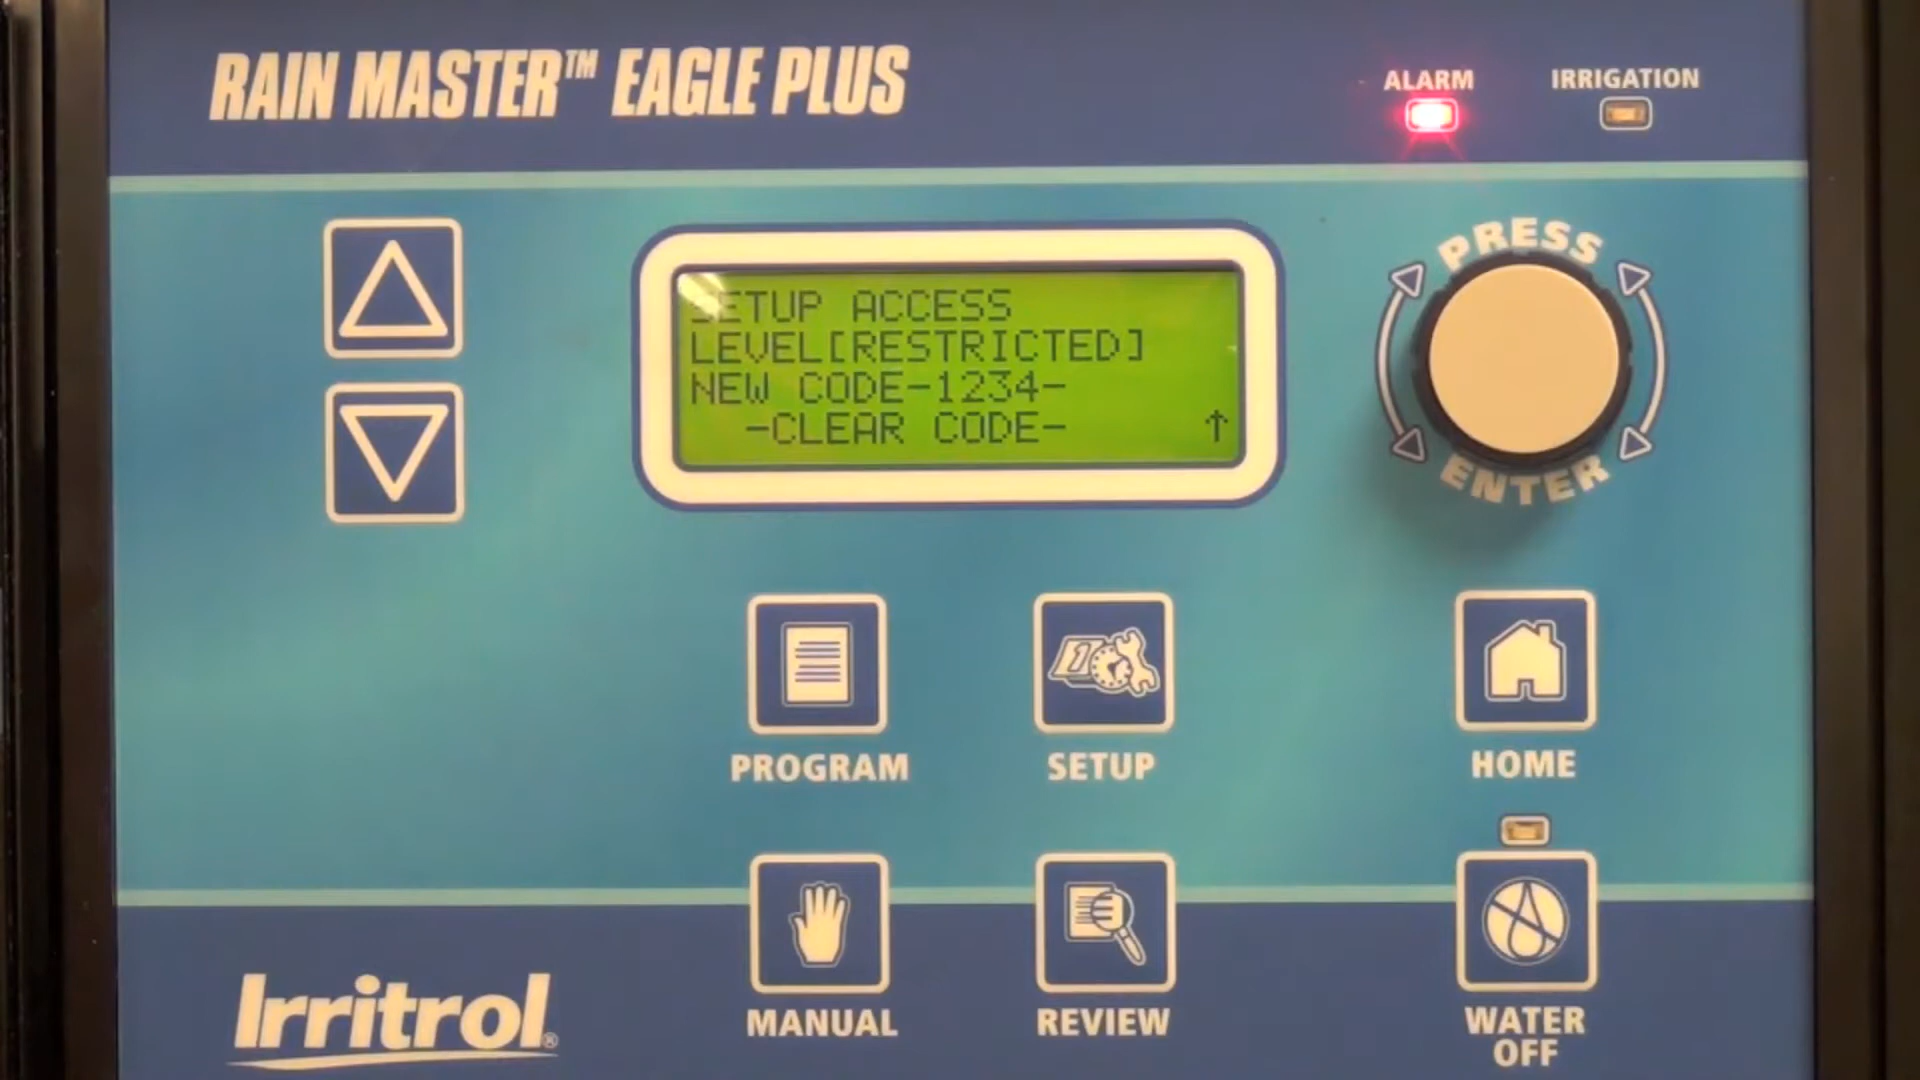 RAIN MASTER™ EAGLE PLUS
ALARM
IRRIGATION
SETUP ACCESS
LEVEL[RESTRICTED]
NEW CODE-1234-
-CLEAR CODE- ↑
PRESS
ENTER
PROGRAM
SETUP
HOME
MANUAL
REVIEW
WATER
OFF
Irritrol®